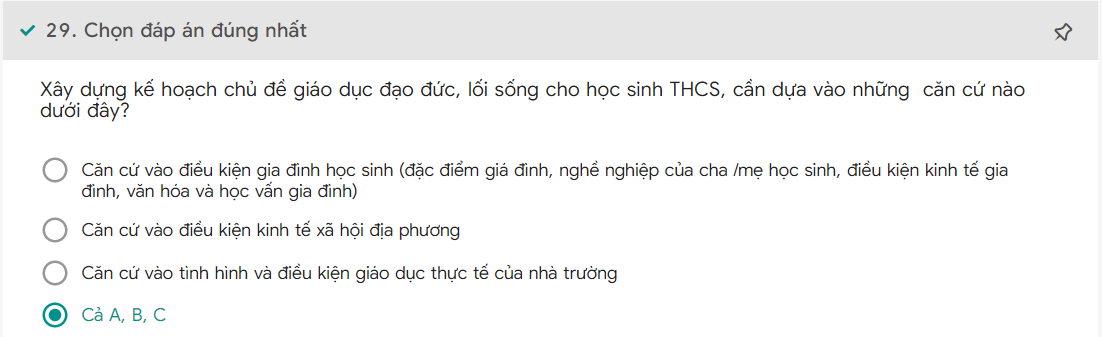 29. Chọn đáp án đúng nhất
Xây dựng kế hoạch chủ đề giáo dục đạo đức, lối sống cho học sinh THCS, cần dựa vào những căn cứ nào
dưới đây?
Căn cứ vào điều kiện gia đình học sinh (đặc điểm giá đình, nghề nghiệp của cha /mẹ học sinh, điều kiện kinh tế gia
đình, văn hóa và học vấn gia đình)
Căn cứ vào điều kiện kinh tế xã hội địa phương
Căn cứ vào tình hình và điều kiện giáo dục thực tế của nhà trường
Cả A, B, C